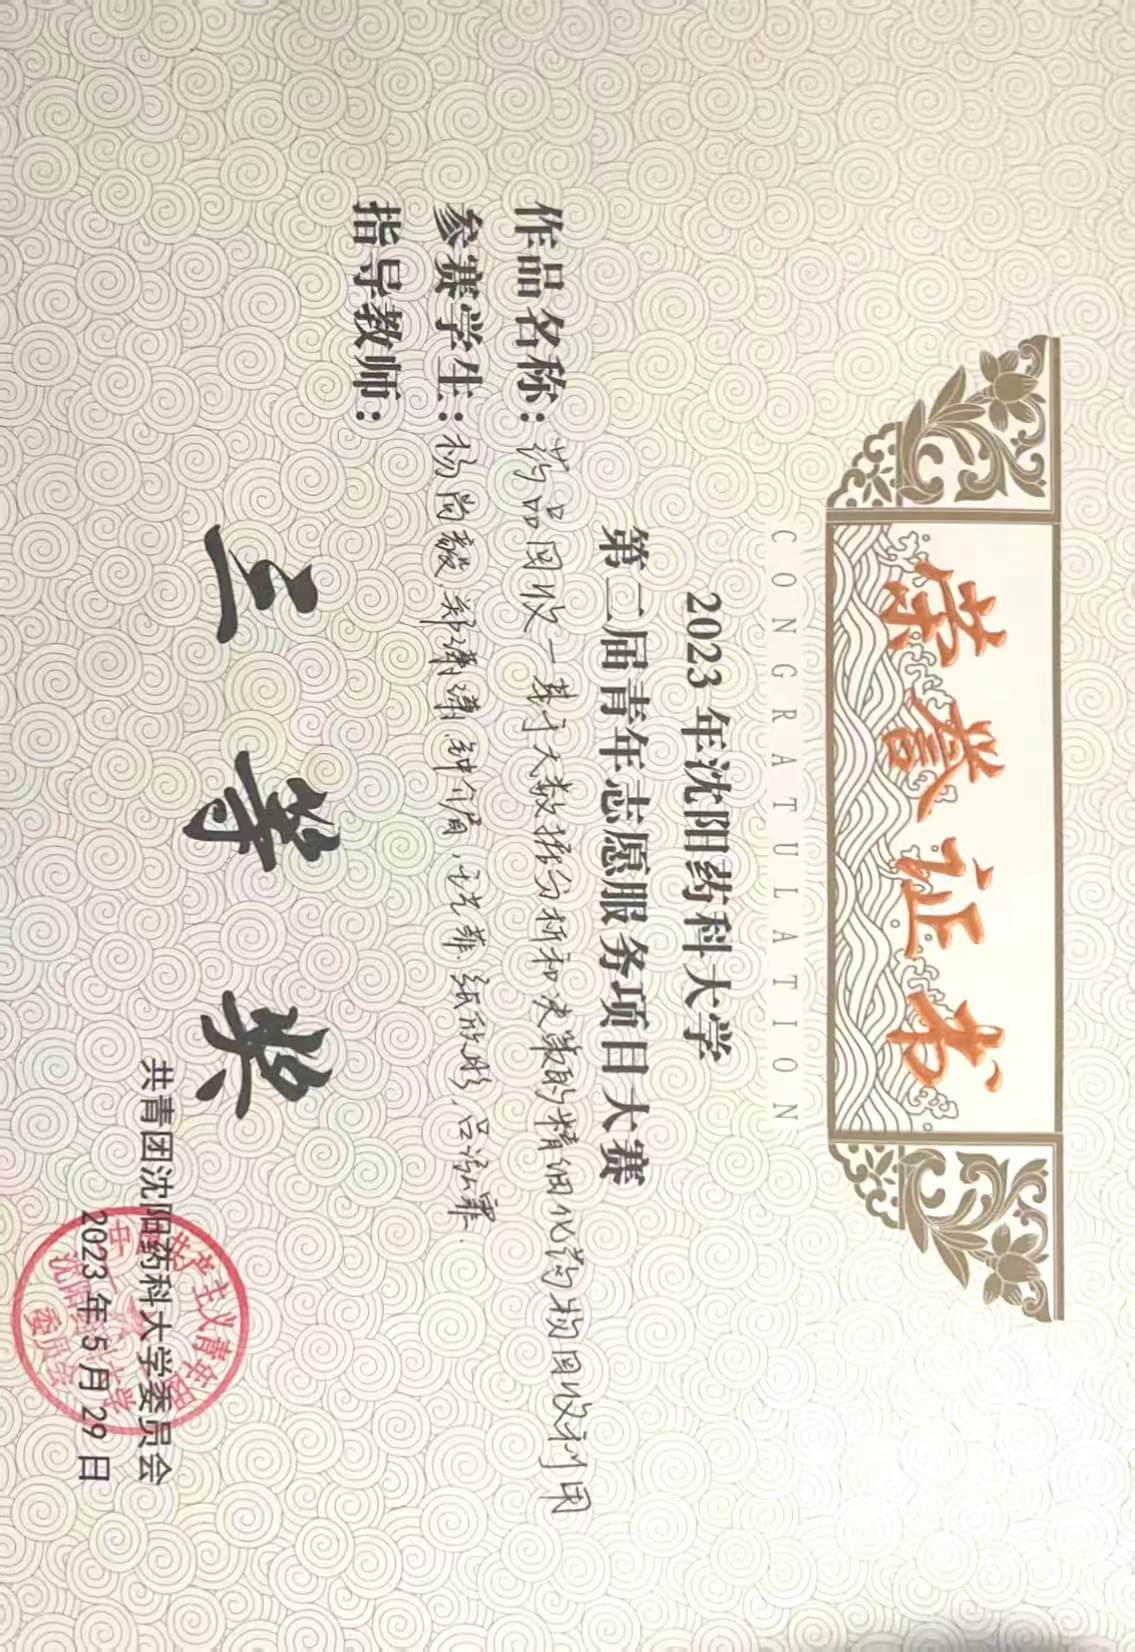 荣誉证书
CONGRATULATION
2023 年沈阳药科大学
第二届青年志愿服务项目大赛
作品名称:药品回收—基于大数据分析和决策的精细化药物回收利用
参赛学生:杨尚毅,郑潇潇,钟介眉,王艺菲,张欣彤,吕泓霏.
指导教师:
三等奖
共青团沈阳药科大学委员会
2023 年 5 月 29 日
中国共产主义青年团
沈阳药科大学
委员会